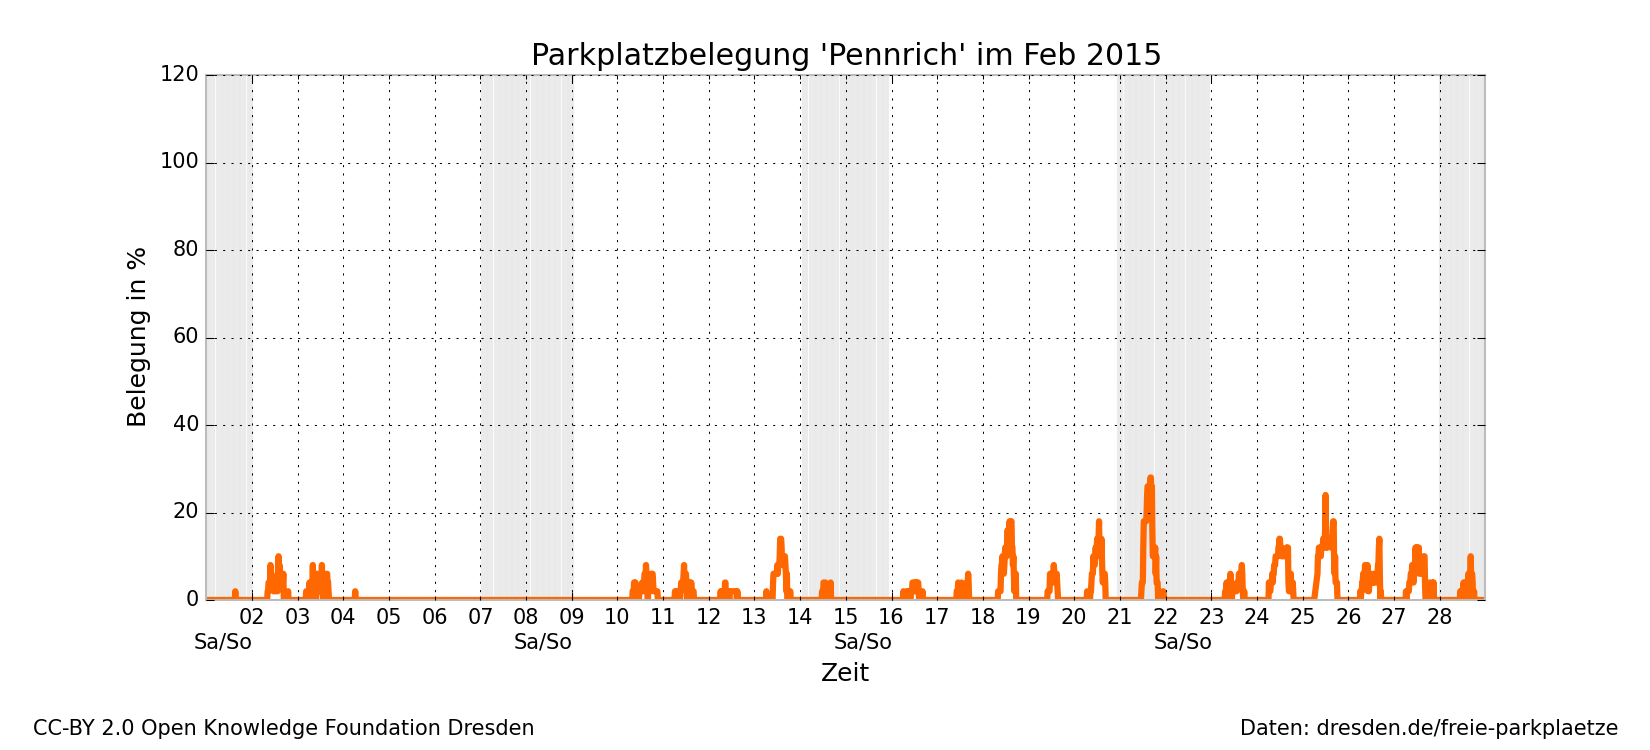 Parkplatzbelegung 'Pennrich' im Feb 2015
120
100
80
60
40
20
0
Belegung in %
02 03 04 05 06 07 08 09 10 11 12 13 14 15 16 17 18 19 20 21 22 23 24 25 26 27 28
Sa/So Sa/So Sa/So Sa/So
Zeit
CC-BY 2.0 Open Knowledge Foundation Dresden
Daten: dresden.de/freie-parkplaetze